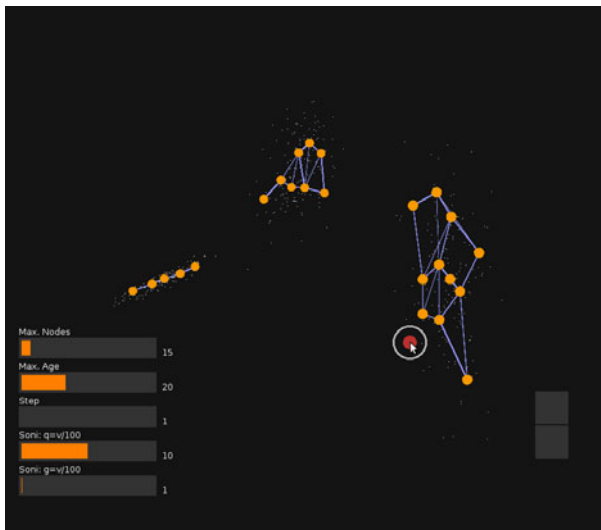 Max. Nodes
15
Max. Age
20
Step
1
Soni: q=v/100
10
Soni: g=v/100
1